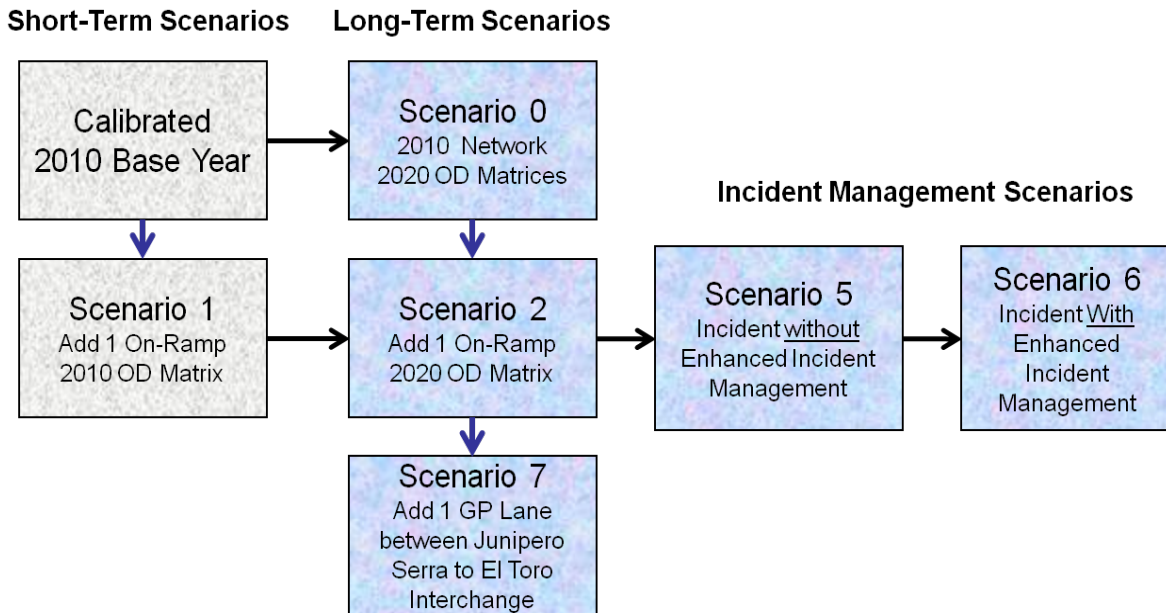 Short-Term Scenarios
Long-Term Scenarios
Calibrated
2010 Base Year
Scenario 0
2010 Network
2020 OD Matrices
Incident Management Scenarios
Scenario 1
Add 1 On-Ramp
2010 OD Matrix
Scenario 2
Add 1 On-Ramp
2020 OD Matrix
Scenario 5
Incident without
Enhanced Incident
Management
Scenario 6
Incident With
Enhanced
Incident
Management
Scenario 7
Add 1 GP Lane
between Junipero
Serra to El Toro
Interchange